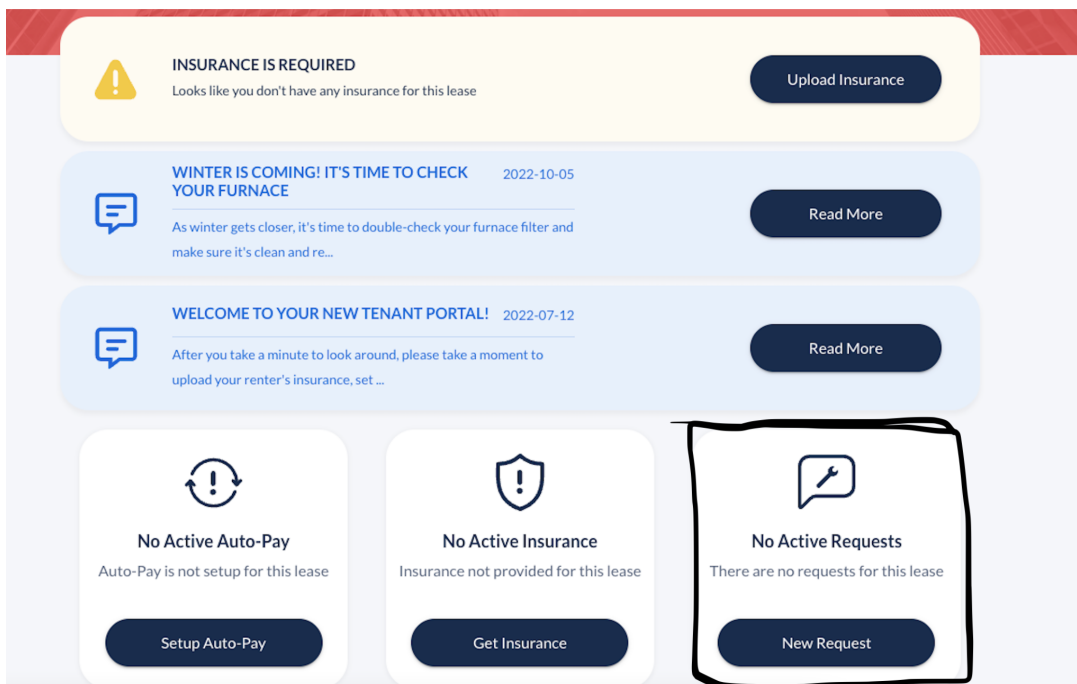 INSURANCE IS REQUIRED
Looks like you don't have any insurance for this lease
Upload Insurance
WINTER IS COMING! IT'S TIME TO CHECK
YOUR FURNACE
2022-10-05
As winter gets closer, it's time to double-check your furnace filter and
make sure it's clean and re...
Read More
WELCOME TO YOUR NEW TENANT PORTAL!
2022-07-12
After you take a minute to look around, please take a moment to
upload your renter's insurance, set ...
Read More
No Active Auto-Pay
Auto-Pay is not setup for this lease
Setup Auto-Pay
No Active Insurance
Insurance not provided for this lease
Get Insurance
No Active Requests
There are no requests for this lease
New Request